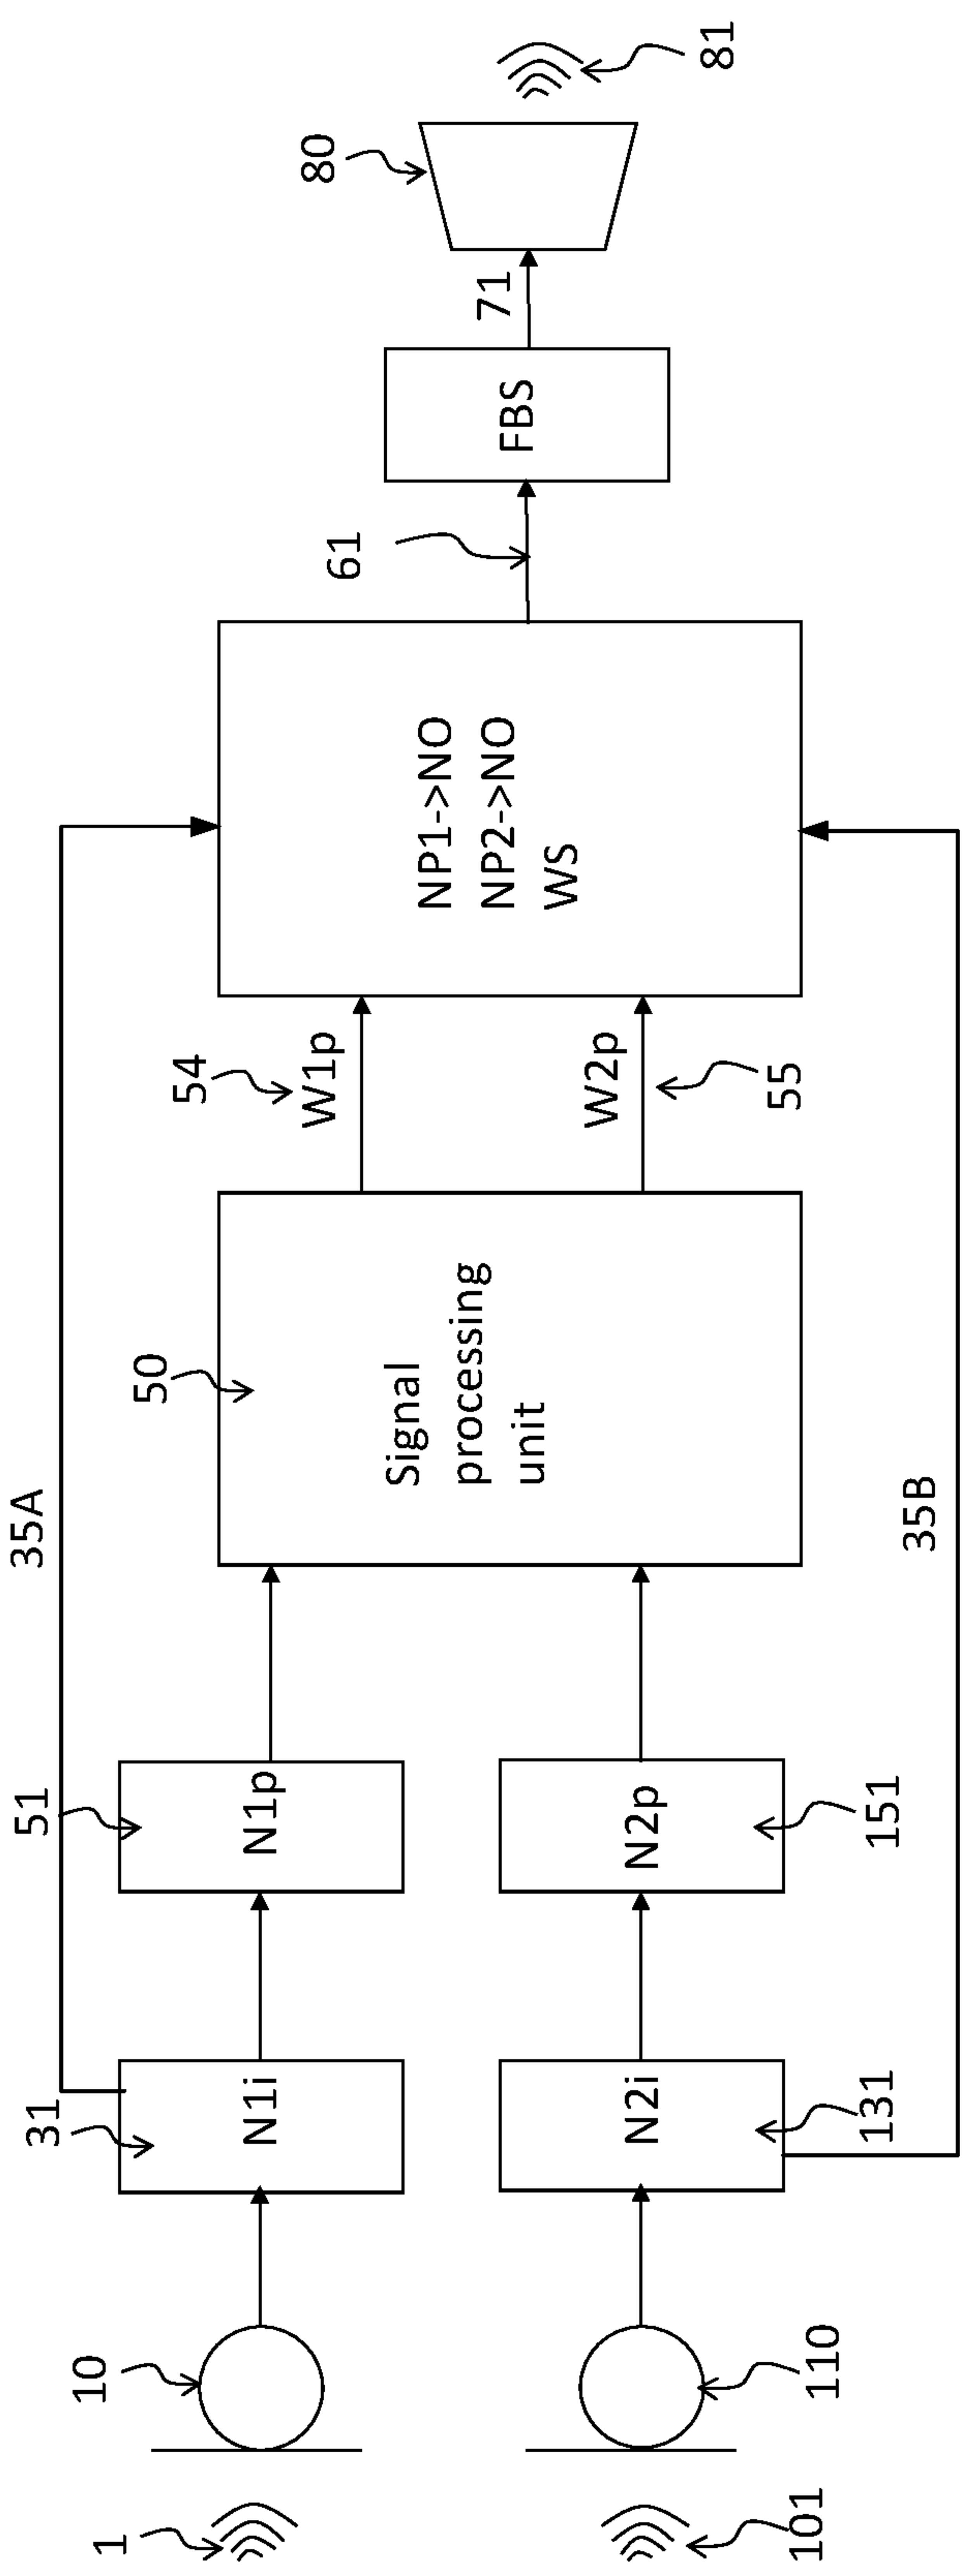 35A
31
51
50
54
61
80
1
10
N1i
N1p
Signal
processing
unit
W1p
W2p
NP1->NO
NP2->NO
WS
FBS
71
81
N2i
N2p
101
110
131
151
55
35B